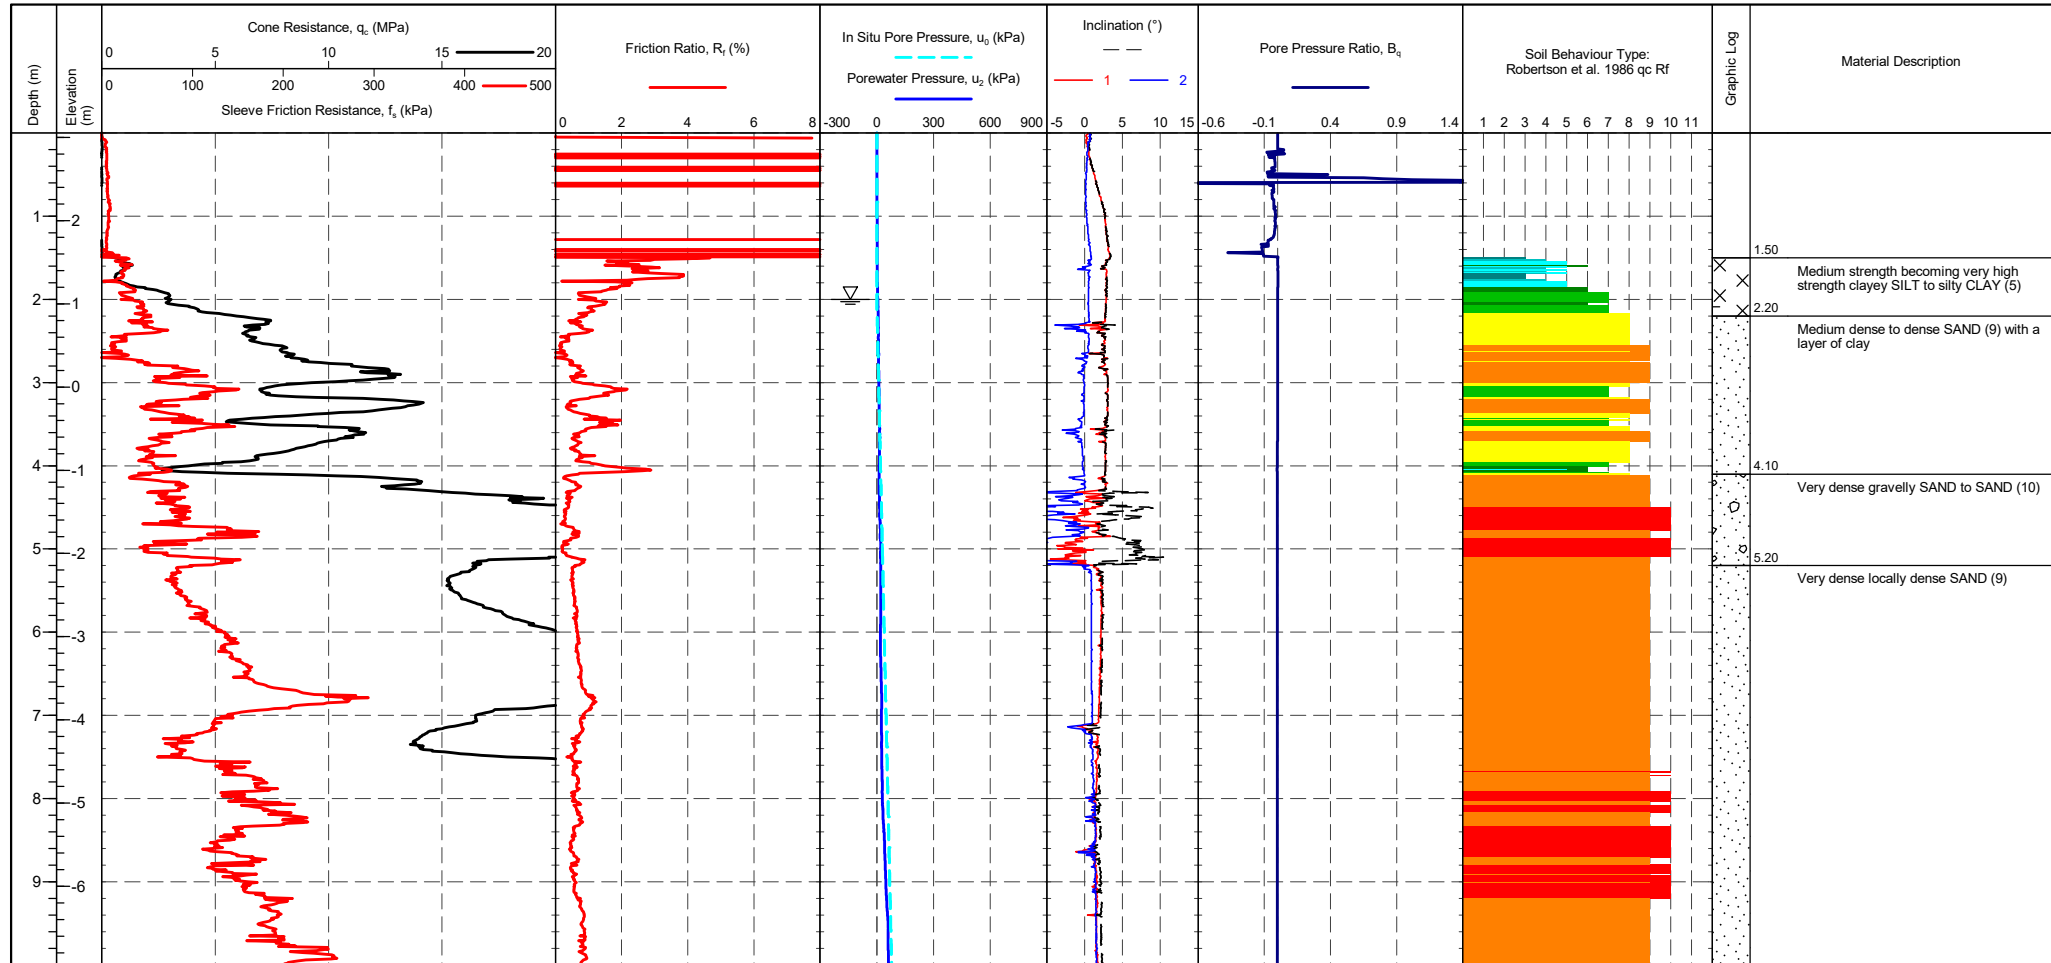 Depth (m)
Elevation (m)
Cone Resistance, qc (MPa)
0 5 10 15 20
100 200 300 400 500
Sleeve Friction Resistance, fs (kPa)
Friction Ratio, Rf (%)
0 2 4 6 8
In Situ Pore Pressure, u0 (kPa)
Porewater Pressure, u2 (kPa)
-300 0 300 600 900
Inclination (°)
1 2
-5 0 5 10 15
Pore Pressure Ratio, Bq
-0.6 -0.1 0.4 0.9 1.4
Soil Behaviour Type:
Robertson et al. 1986 qc Rf
1 2 3 4 5 6 7 8 9 10 11
Graphic Log
Material Description
1 2
1.50
Medium strength becoming very high
strength clayey SILT to silty CLAY (5)
2 1
2.20
Medium dense to dense SAND (9) with a
layer of clay
3 0
4 -1
4.10
Very dense gravelly SAND to SAND (10)
5 -2
5.20
Very dense locally dense SAND (9)
6 -3
7 -4
8 -5
9 -6